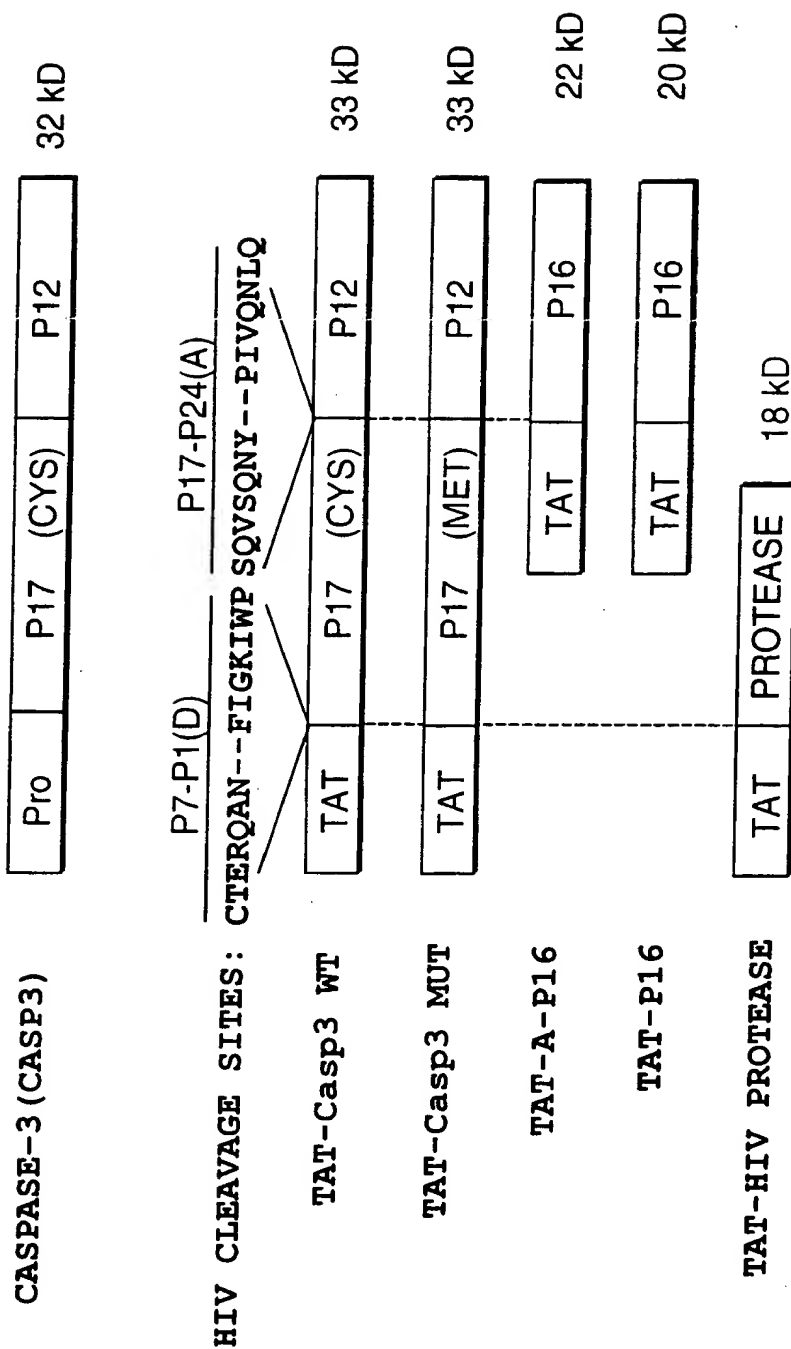 CASPASE-3 (CASP3) Pro P17 (CYS) P12 32 kD
P7-P1(D) P17-P24(A)
HIV CLEAVAGE SITES: CTERQAN--FIGKIWP SQVSQNY--PIVQNLQ
TAT-Casp3 WT TAT P17 (CYS) P12 33 kD
TAT-Casp3 MUT TAT P17 (MET) P12 33 kD
TAT-A-P16 TAT P16 22 kD
TAT-P16 TAT P16 20 kD
TAT-HIV PROTEASE TAT PROTEASE 18 kD